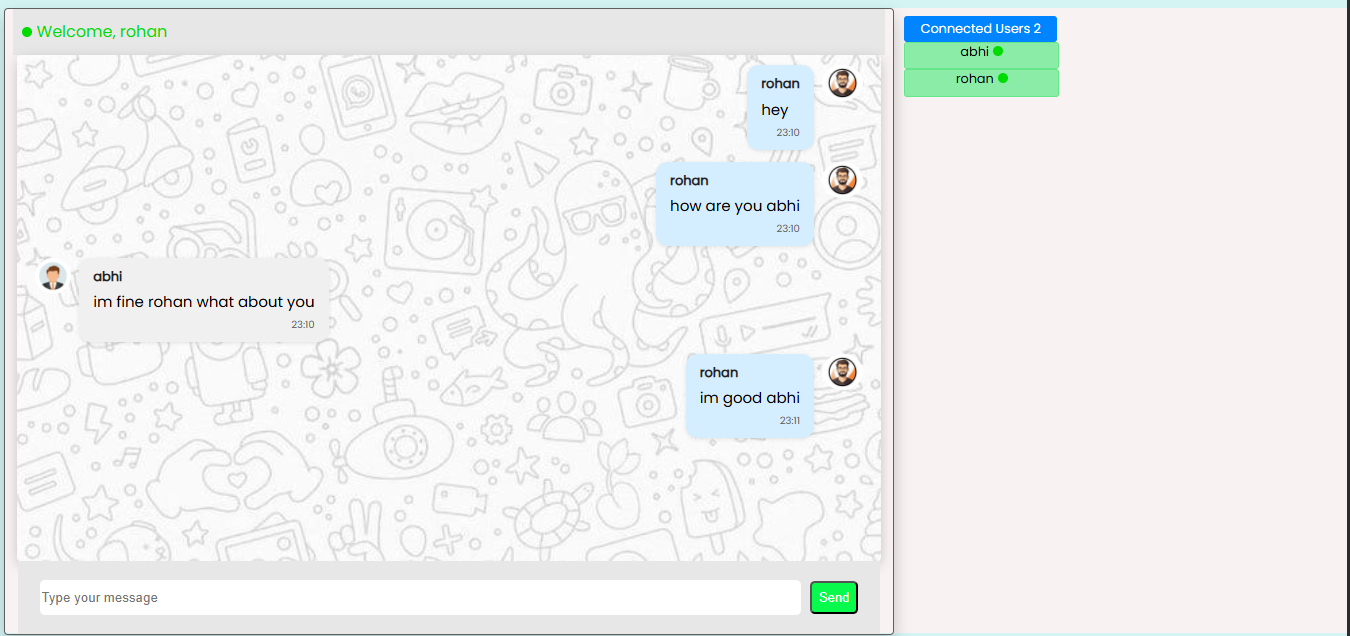 Welcome, rohan
rohan
hey
23:10
rohan
how are you abhi
23:10
abhi
im fine rohan what about you
23:10
rohan
im good abhi
23:11
Type your message
Send
Connected Users 2
abhi
rohan